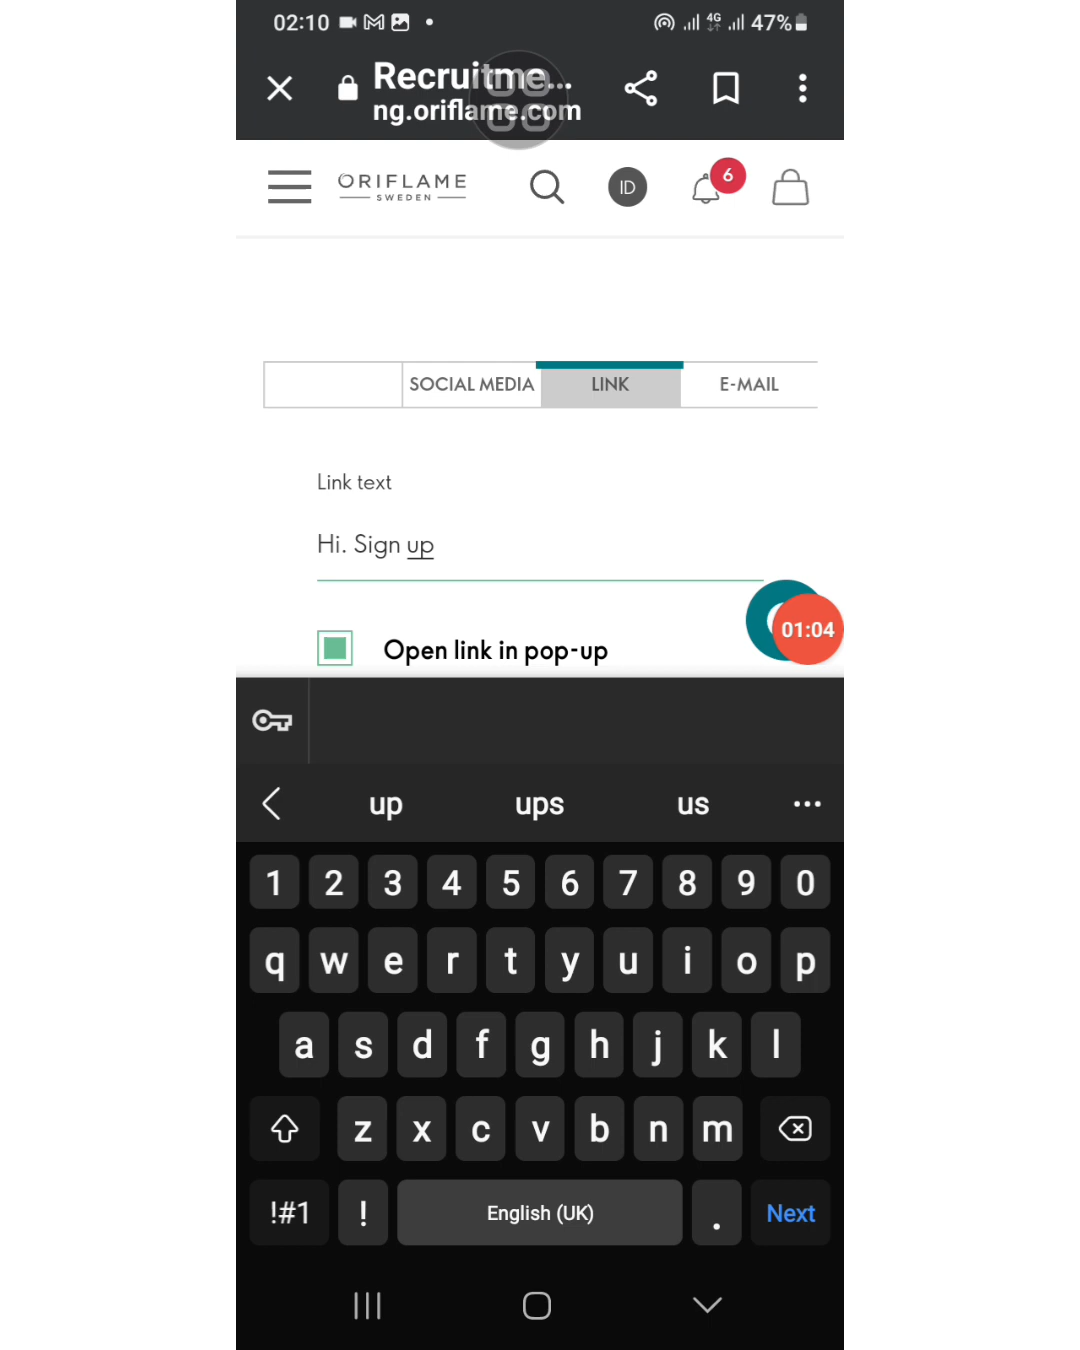 02:10
4G 47%
Recruitme...
ng.oriflame.com
ORIFLAME
SWEDEN
ID
6
SOCIAL MEDIA LINK E-MAIL
Link text
Hi. Sign up
01:04
Open link in pop-up
up ups us
1 2 3 4 5 6 7 8 9 0
q w e r t y u i o p
a s d f g h j k l
z x c v b n m
!#1 ! English (UK) . Next